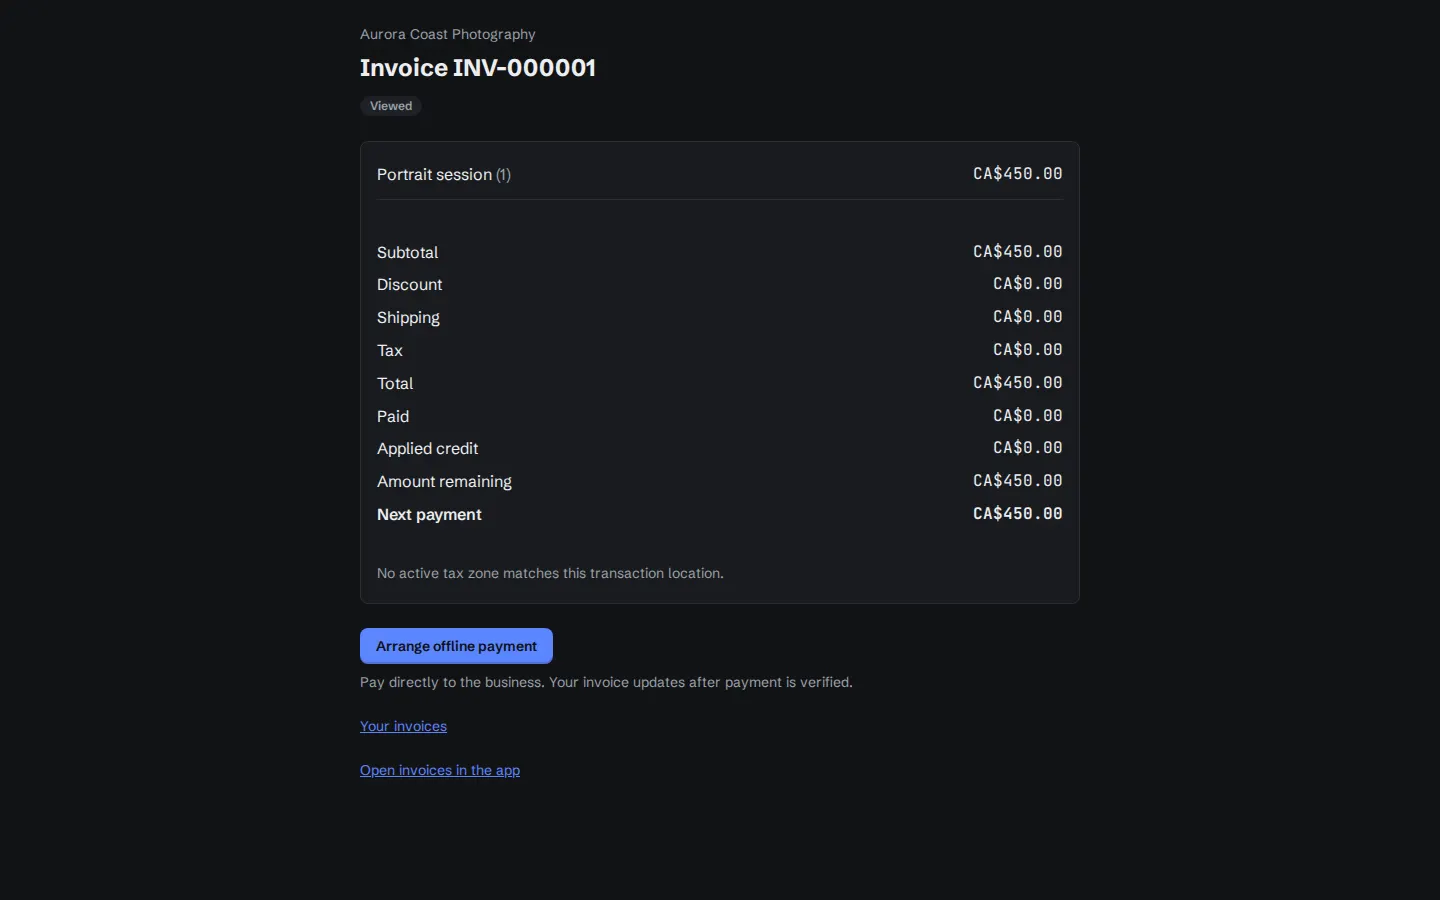 Aurora Coast Photography
Invoice INV-000001
Viewed
Portrait session (1) CA$450.00
Subtotal CA$450.00
Discount CA$0.00
Shipping CA$0.00
Tax CA$0.00
Total CA$450.00
Paid CA$0.00
Applied credit CA$0.00
Amount remaining CA$450.00
Next payment CA$450.00
No active tax zone matches this transaction location.
Arrange offline payment
Pay directly to the business. Your invoice updates after payment is verified.
Your invoices
Open invoices in the app